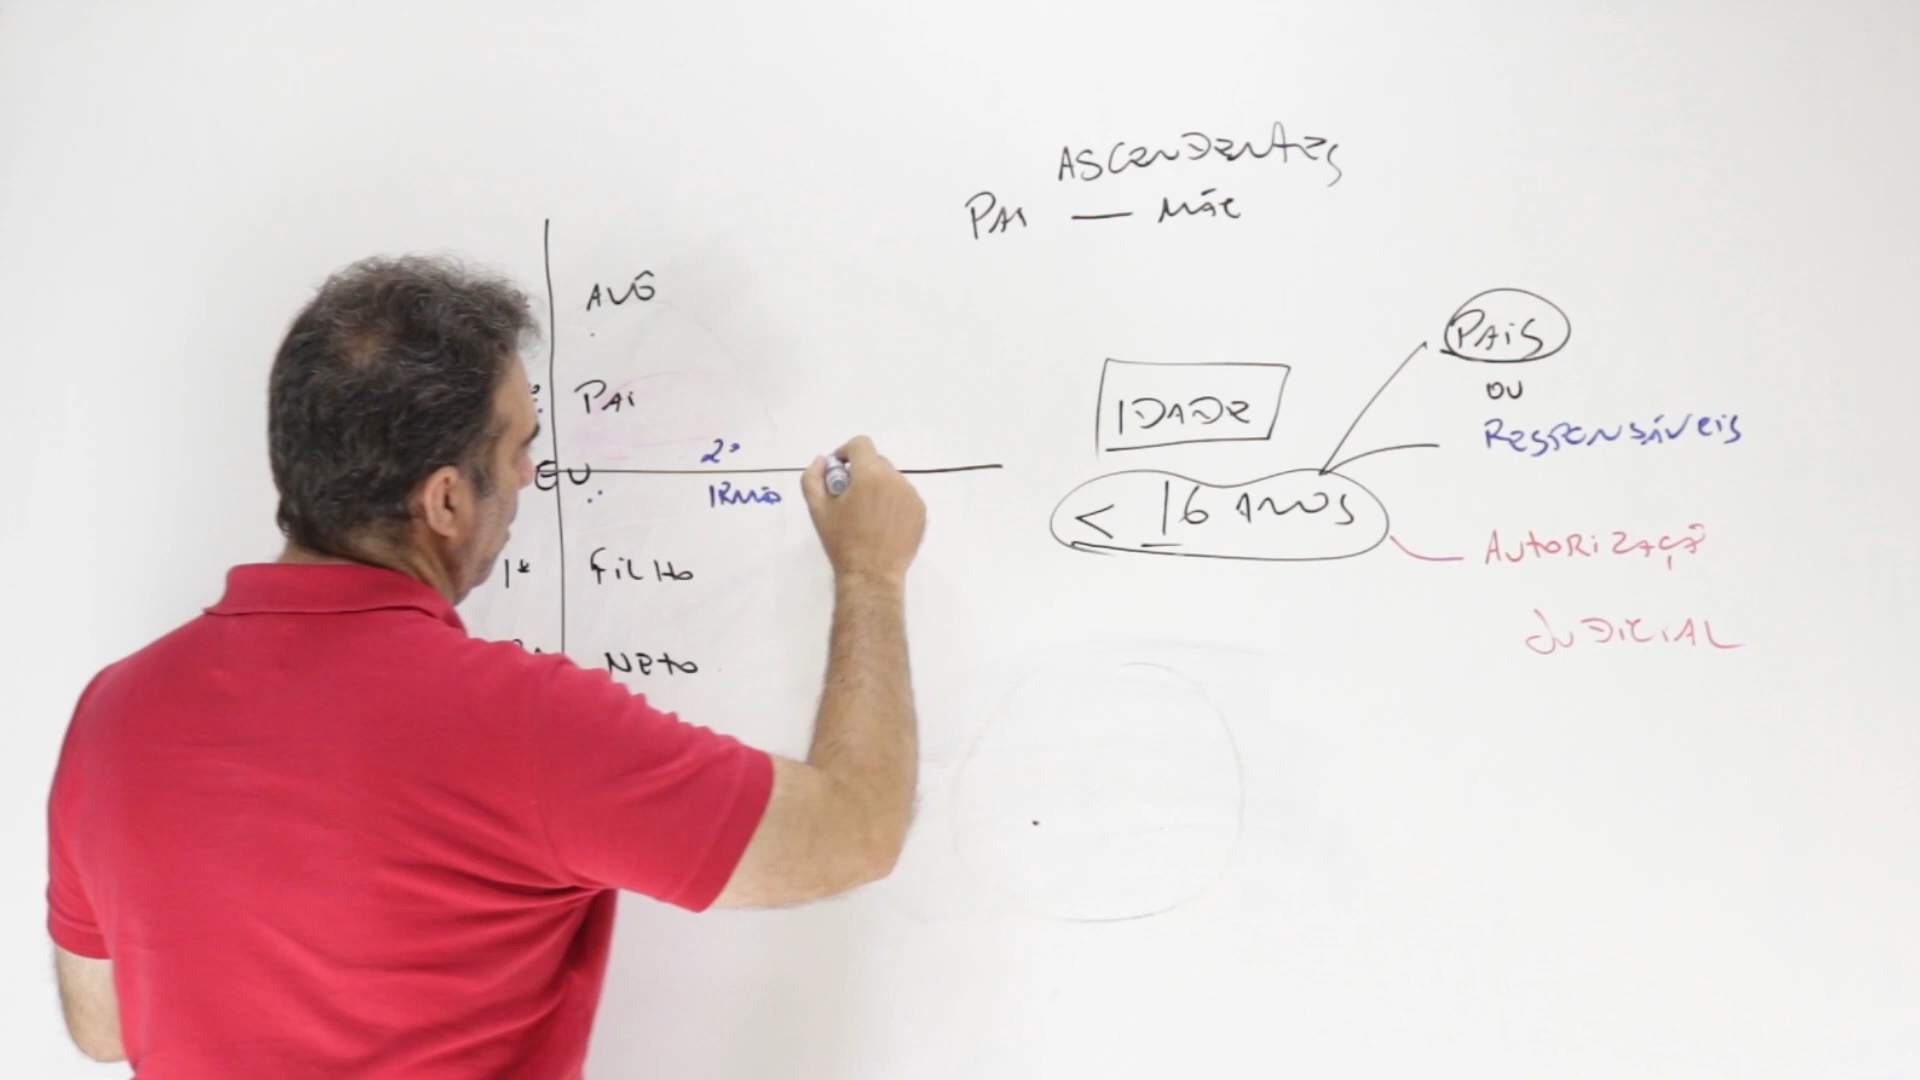 ASCENDENTES
PAI — MÃE
AVÔ
PAI
2º
EU
IRMÃO
1º FILHO
NETO
IDADE
< 16 ANOS
PAIS
OU
RESPONSÁVEIS
AUTORIZAÇÃO
JUDICIAL